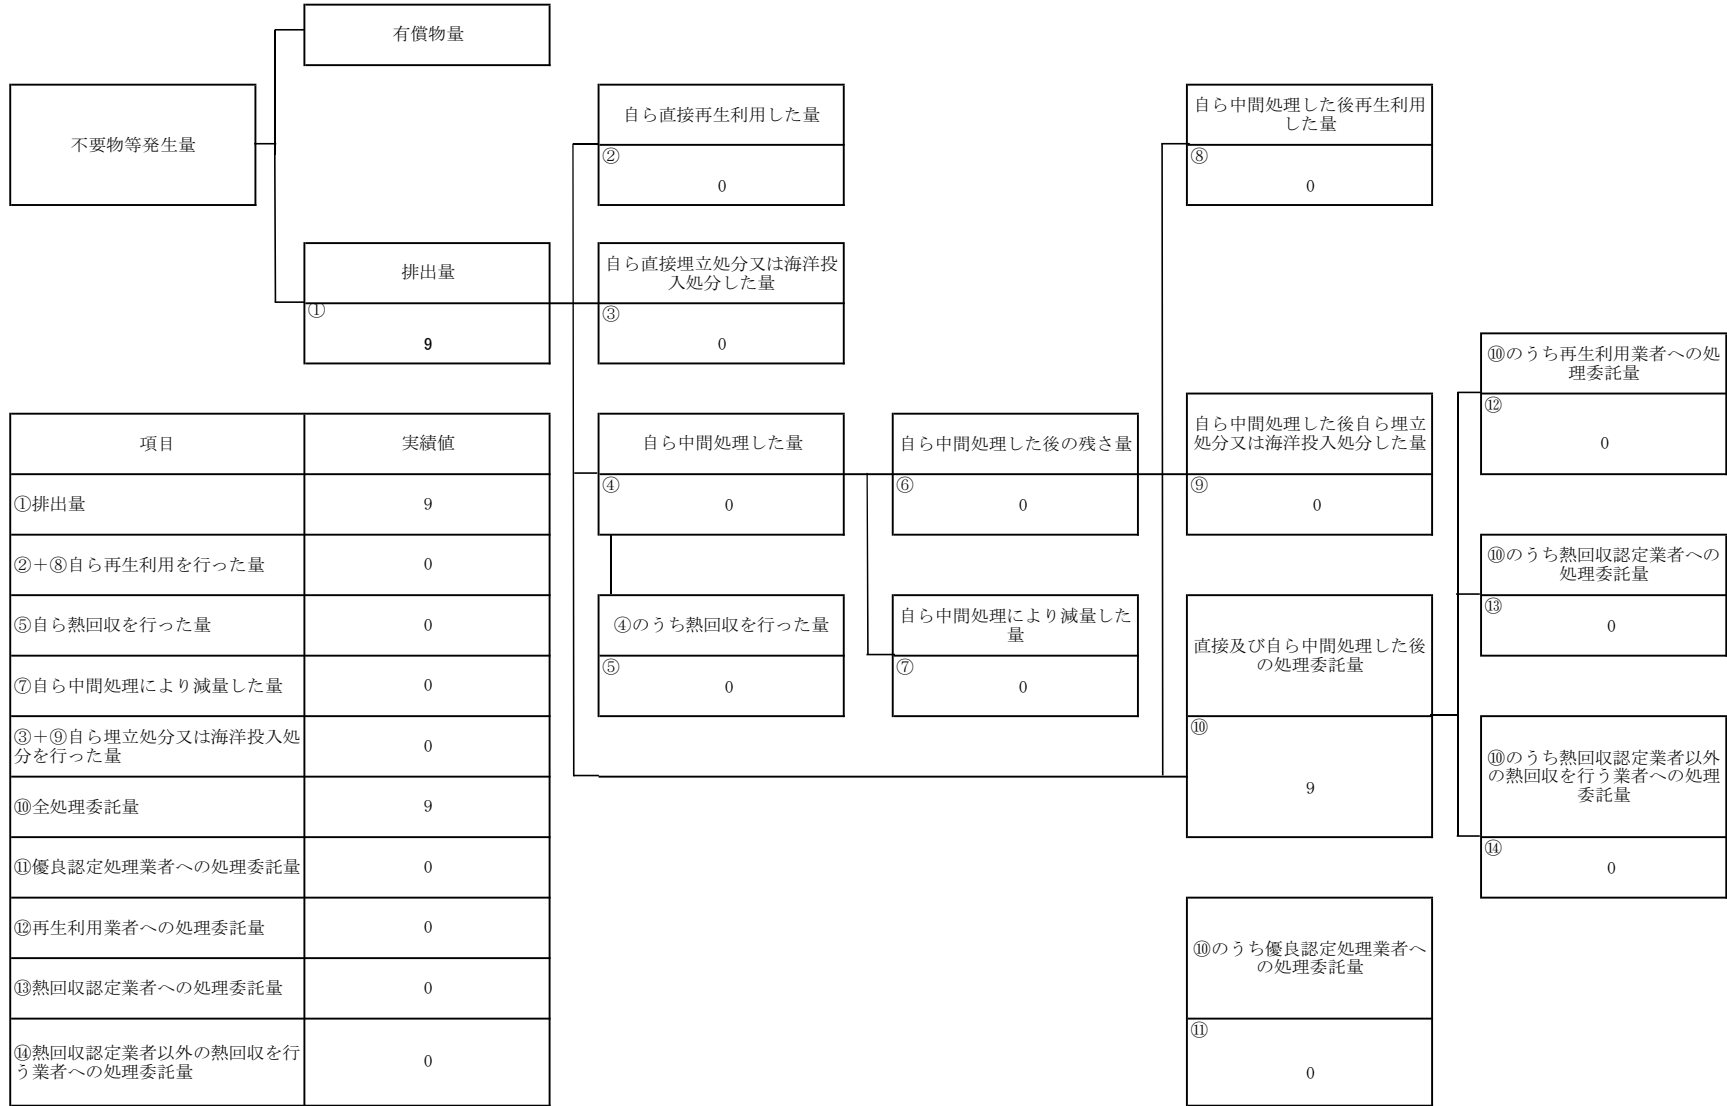 有償物量
不要物等発生量
自ら直接再生利用した量
②
0
自ら中間処理した後再生利用
した量
⑧
0
排出量
①
9
自ら直接埋立処分又は海洋投
入処分した量
③
0
項目
実績値
①排出量
9
②+⑧自ら再生利用を行った量
0
⑤自ら熱回収を行った量
0
⑦自ら中間処理により減量した量
0
③+⑨自ら埋立処分又は海洋投入処
分を行った量
0
⑩全処理委託量
9
⑪優良認定処理業者への処理委託量
0
⑫再生利用業者への処理委託量
0
⑬熱回収認定業者への処理委託量
0
⑭熱回収認定業者以外の熱回収を行
う業者への処理委託量
0
自ら中間処理した量
④
0
④のうち熱回収を行った量
⑤
0
自ら中間処理した後の残さ量
⑥
0
自ら中間処理により減量した
量
⑦
0
自ら中間処理した後自ら埋立
処分又は海洋投入処分した量
⑨
0
直接及び自ら中間処理した後
の処理委託量
⑩
9
⑩のうち優良認定処理業者へ
の処理委託量
⑪
0
⑩のうち再生利用業者への処
理委託量
⑫
0
⑩のうち熱回収認定業者への
処理委託量
⑬
0
⑩のうち熱回収認定業者以外
の熱回収を行う業者への処理
委託量
⑭
0